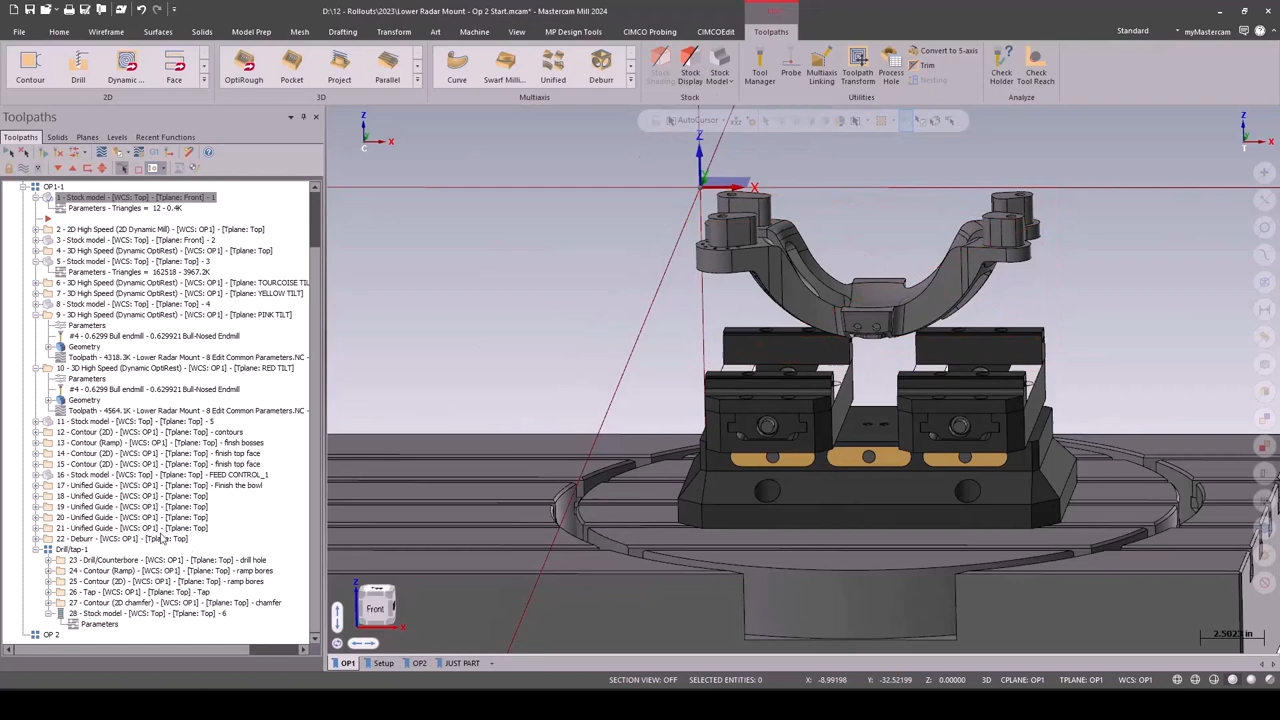 D:\12 - Rollouts\2023\Lower Radar Mount - Op 2 Start.mcam* - Mastercam Mill 2024
File Home Wireframe Surfaces Solids Model Prep Mesh Drafting Transform Art Machine View MP Design Tools CIMCO Probing CIMCOEdit Toolpaths Standard myMastercam
Contour Drill Dynamic ... Face OptiRough Pocket Project Parallel Curve Swarf Milli... Unified Deburr Stock Shading Stock Display Stock Model Tool Manager Probe Multiaxis Linking Toolpath Transform Process Hole Convert to 5-axis Trim Nesting Check Holder Check Tool Reach
2D 3D Multiaxis Stock Utilities Analyze
Toolpaths
Toolpaths Solids Planes Levels Recent Functions
AutoCursor
OP1-1
1 - Stock model - [WCS: Top] - [Tplane: Front] - 1
Parameters - Triangles = 12 - 0.4K
2 - 2D High Speed (2D Dynamic Mill) - [WCS: OP1] - [Tplane: Top]
3 - Stock model - [WCS: Top] - [Tplane: Front] - 2
4 - 3D High Speed (Dynamic OptiRest) - [WCS: OP1] - [Tplane: Top]
5 - Stock model - [WCS: Top] - [Tplane: Top] - 3
Parameters - Triangles = 162518 - 3967.2K
6 - 3D High Speed (Dynamic OptiRest) - [WCS: OP1] - [Tplane: TOURCOISE TIL
7 - 3D High Speed (Dynamic OptiRest) - [WCS: OP1] - [Tplane: YELLOW TILT]
8 - Stock model - [WCS: Top] - [Tplane: Top] - 4
9 - 3D High Speed (Dynamic OptiRest) - [WCS: OP1] - [Tplane: PINK TILT]
Parameters
#4 - 0.6299 Bull endmill - 0.629921 Bull-Nosed Endmill
Geometry
Toolpath - 4318.3K - Lower Radar Mount - 8 Edit Common Parameters.NC -
10 - 3D High Speed (Dynamic OptiRest) - [WCS: OP1] - [Tplane: RED TILT]
Parameters
#4 - 0.6299 Bull endmill - 0.629921 Bull-Nosed Endmill
Geometry
Toolpath - 4564.1K - Lower Radar Mount - 8 Edit Common Parameters.NC -
11 - Stock model - [WCS: Top] - [Tplane: Top] - 5
12 - Contour (2D) - [WCS: OP1] - [Tplane: Top] - contours
13 - Contour (Ramp) - [WCS: OP1] - [Tplane: Top] - finsh bosses
14 - Contour (2D) - [WCS: OP1] - [Tplane: Top] - finish top face
15 - Contour (2D) - [WCS: OP1] - [Tplane: Top] - finish top face
16 - Stock model - [WCS: Top] - [Tplane: Top] - FEED CONTROL_1
17 - Unified Guide - [WCS: OP1] - [Tplane: Top] - Finish the bowl
18 - Unified Guide - [WCS: OP1] - [Tplane: Top]
19 - Unified Guide - [WCS: OP1] - [Tplane: Top]
20 - Unified Guide - [WCS: OP1] - [Tplane: Top]
21 - Unified Guide - [WCS: OP1] - [Tplane: Top]
22 - Deburr - [WCS: OP1] - [Tplane: Top]
Drill/tap-1
23 - Drill/Counterbore - [WCS: OP1] - [Tplane: Top] - drill hole
24 - Contour (Ramp) - [WCS: OP1] - [Tplane: Top] - ramp bores
25 - Contour (2D) - [WCS: OP1] - [Tplane: Top] - ramp bores
26 - Tap - [WCS: OP1] - [Tplane: Top] - Tap
27 - Contour (2D chamfer) - [WCS: OP1] - [Tplane: Top] - chamfer
28 - Stock model - [WCS: Top] - [Tplane: Top] - 6
Parameters
OP 2
Z
Y
X
C
Z
Y
X
Z
Y
X
T
Top
Front
Z
X
2.5023 in
OP1 Setup OP2 JUST PART
SECTION VIEW: OFF SELECTED ENTITIES: 0 X: -8.99198 Y: -32.52199 Z: 0.00000 3D CPLANE: OP1 TPLANE: OP1 WCS: OP1